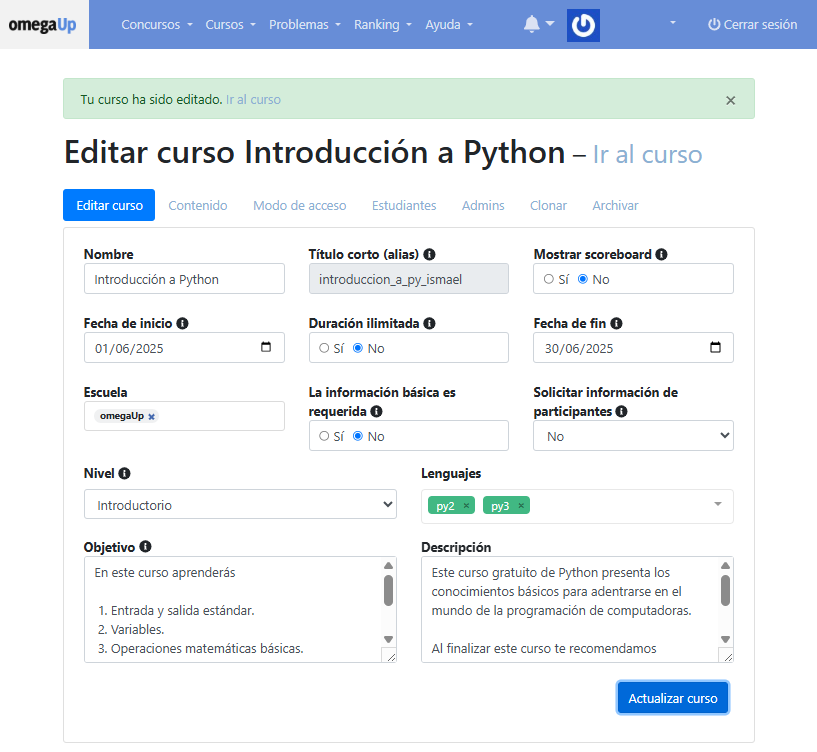 omegaUp
Concursos Cursos Problemas Ranking Ayuda Cerrar sesión
Tu curso ha sido editado. Ir al curso ×
Editar curso Introducción a Python – Ir al curso
Editar curso Contenido Modo de acceso Estudiantes Admins Clonar Archivar
Nombre Título corto (alias) Mostrar scoreboard
Introducción a Python introduccion_a_py_ismael Sí No
Fecha de inicio Duración ilimitada Fecha de fin
01/06/2025 Sí No 30/06/2025
Escuela La información básica es requerida Solicitar información de participantes
omegaUp × Sí No No
Nivel Lenguajes
Introductorio py2 × py3 ×
Objetivo Descripción
En este curso aprenderás
1. Entrada y salida estándar.
2. Variables.
3. Operaciones matemáticas básicas.
Este curso gratuito de Python presenta los
conocimientos básicos para adentrarse en el
mundo de la programación de computadoras.
Al finalizar este curso te recomendamos
Actualizar curso